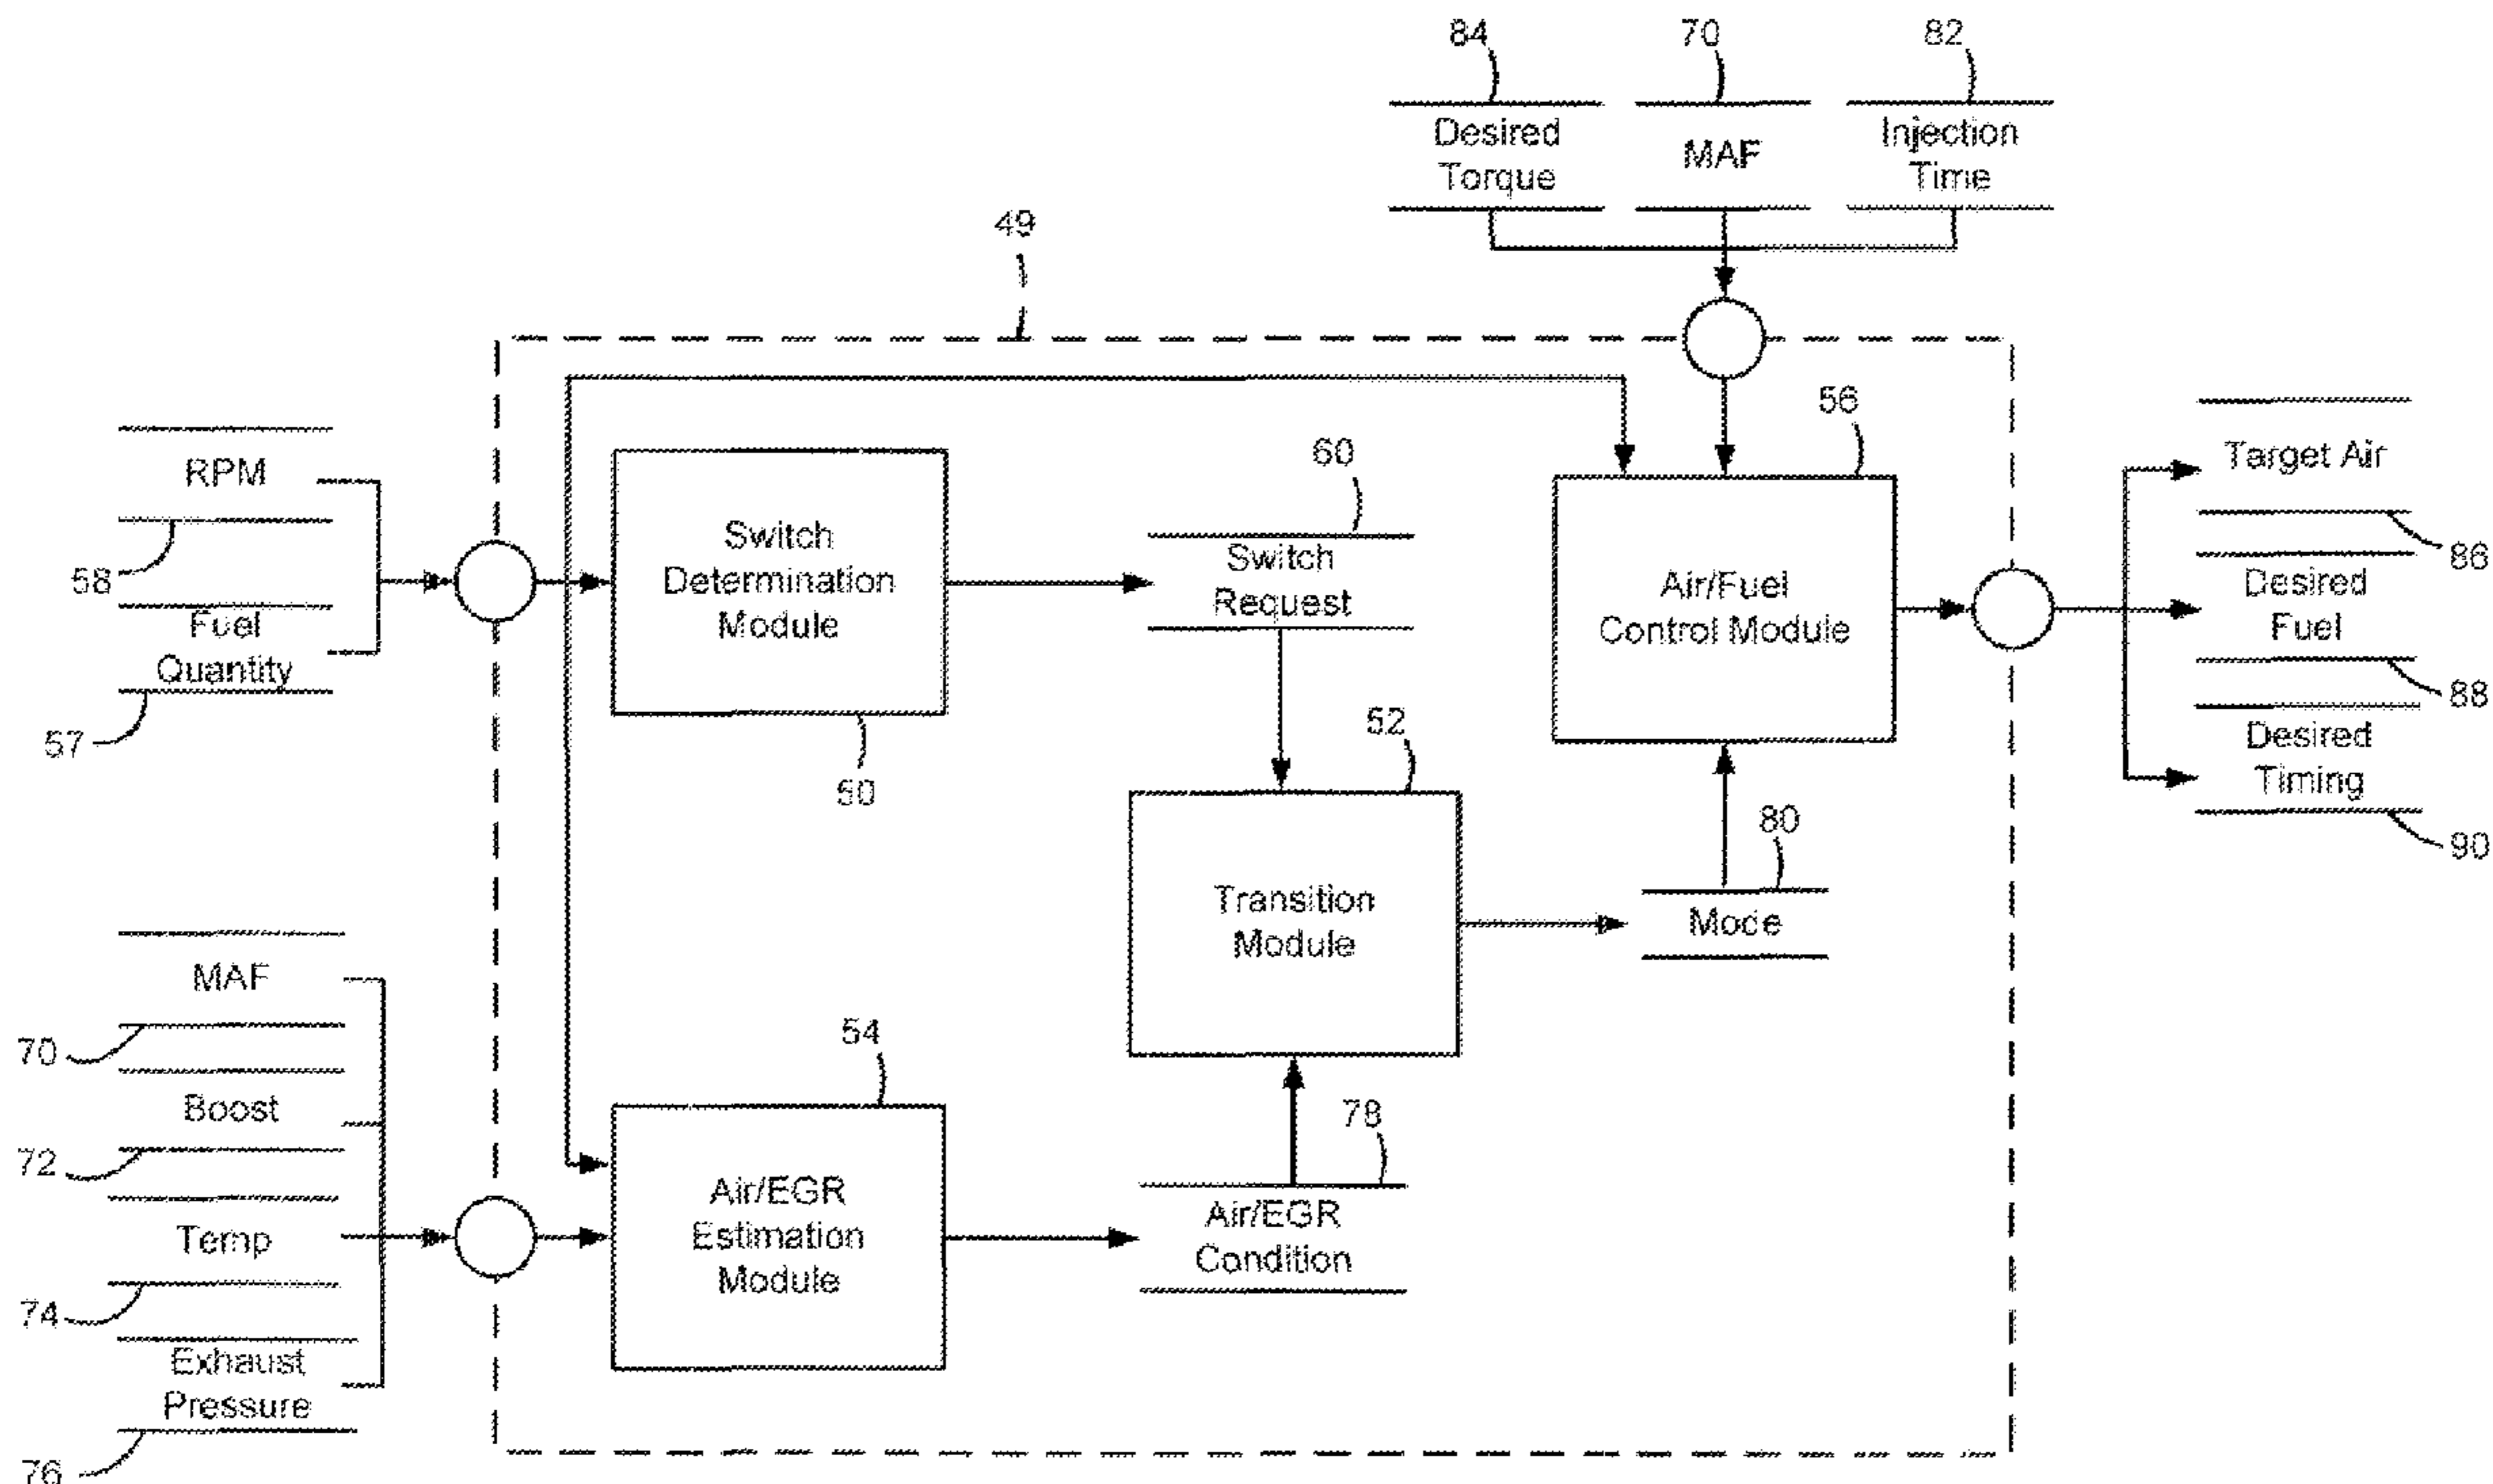 84
70
82
Desired
Torque
MAF
Injection
Time
49
RPM
58
Fuel
Quantity
57
Switch
Determination
Module
50
60
Switch
Request
56
Air/Fuel
Control Module
Target Air
86
Desired
Fuel
88
Desired
Timing
90
52
Transition
Module
80
Mode
MAF
70
Boost
72
Temp
74
Exhaust
Pressure
76
54
Air/EGR
Estimation
Module
78
Air/EGR
Condition